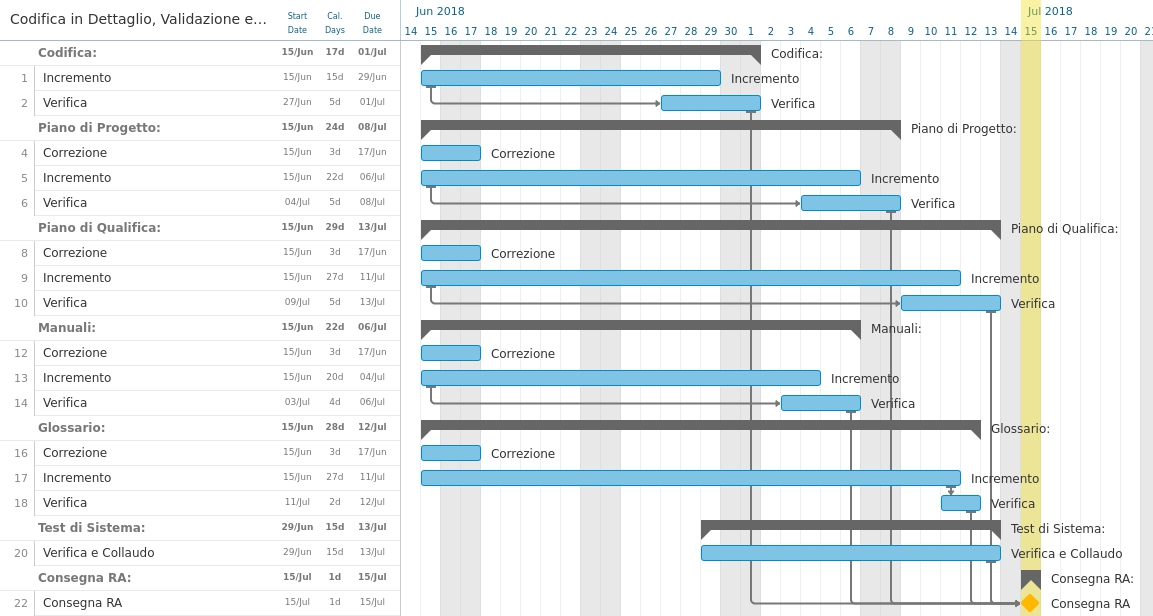 Codifica in Dettaglio, Validazione e... Start Date Cal. Days Due Date
Jun 2018 Jul 2018
14 15 16 17 18 19 20 21 22 23 24 25 26 27 28 29 30 1 2 3 4 5 6 7 8 9 10 11 12 13 14 15 16 17 18 19 20 21
Codifica: 15/Jun 17d 01/Jul Codifica:
1 Incremento 15/Jun 15d 29/Jun Incremento
2 Verifica 27/Jun 5d 01/Jul Verifica
Piano di Progetto: 15/Jun 24d 08/Jul Piano di Progetto:
4 Correzione 15/Jun 3d 17/Jun Correzione
5 Incremento 15/Jun 22d 06/Jul Incremento
6 Verifica 04/Jul 5d 08/Jul Verifica
Piano di Qualifica: 15/Jun 29d 13/Jul Piano di Qualifica:
8 Correzione 15/Jun 3d 17/Jun Correzione
9 Incremento 15/Jun 27d 11/Jul Incremento
10 Verifica 09/Jul 5d 13/Jul Verifica
Manuali: 15/Jun 22d 06/Jul Manuali:
12 Correzione 15/Jun 3d 17/Jun Correzione
13 Incremento 15/Jun 20d 04/Jul Incremento
14 Verifica 03/Jul 4d 06/Jul Verifica
Glossario: 15/Jun 28d 12/Jul Glossario:
16 Correzione 15/Jun 3d 17/Jun Correzione
17 Incremento 15/Jun 27d 11/Jul Incremento
18 Verifica 11/Jul 2d 12/Jul Verifica
Test di Sistema: 29/Jun 15d 13/Jul Test di Sistema:
20 Verifica e Collaudo 29/Jun 15d 13/Jul Verifica e Collaudo
Consegna RA: 15/Jul 1d 15/Jul Consegna RA:
22 Consegna RA 15/Jul 1d 15/Jul Consegna RA